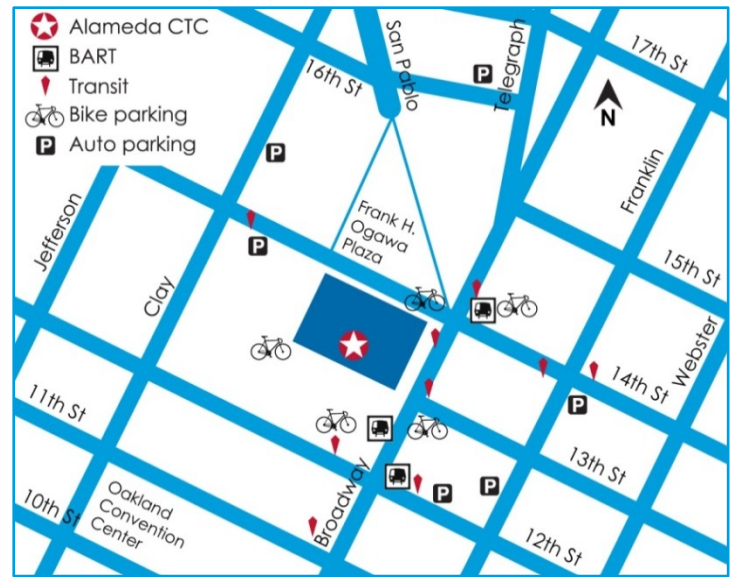 Alameda CTC
BART
Transit
Bike parking
P Auto parking
16th St
San Pablo
P
Telegraph
17th St
N
P
Franklin
Jefferson
Frank H.
Ogawa
Plaza
P
15th St
Clay
Webster
14th St
11th St
P
13th St
Broadway
P
P
10th St
Oakland
Convention
Center
12th St